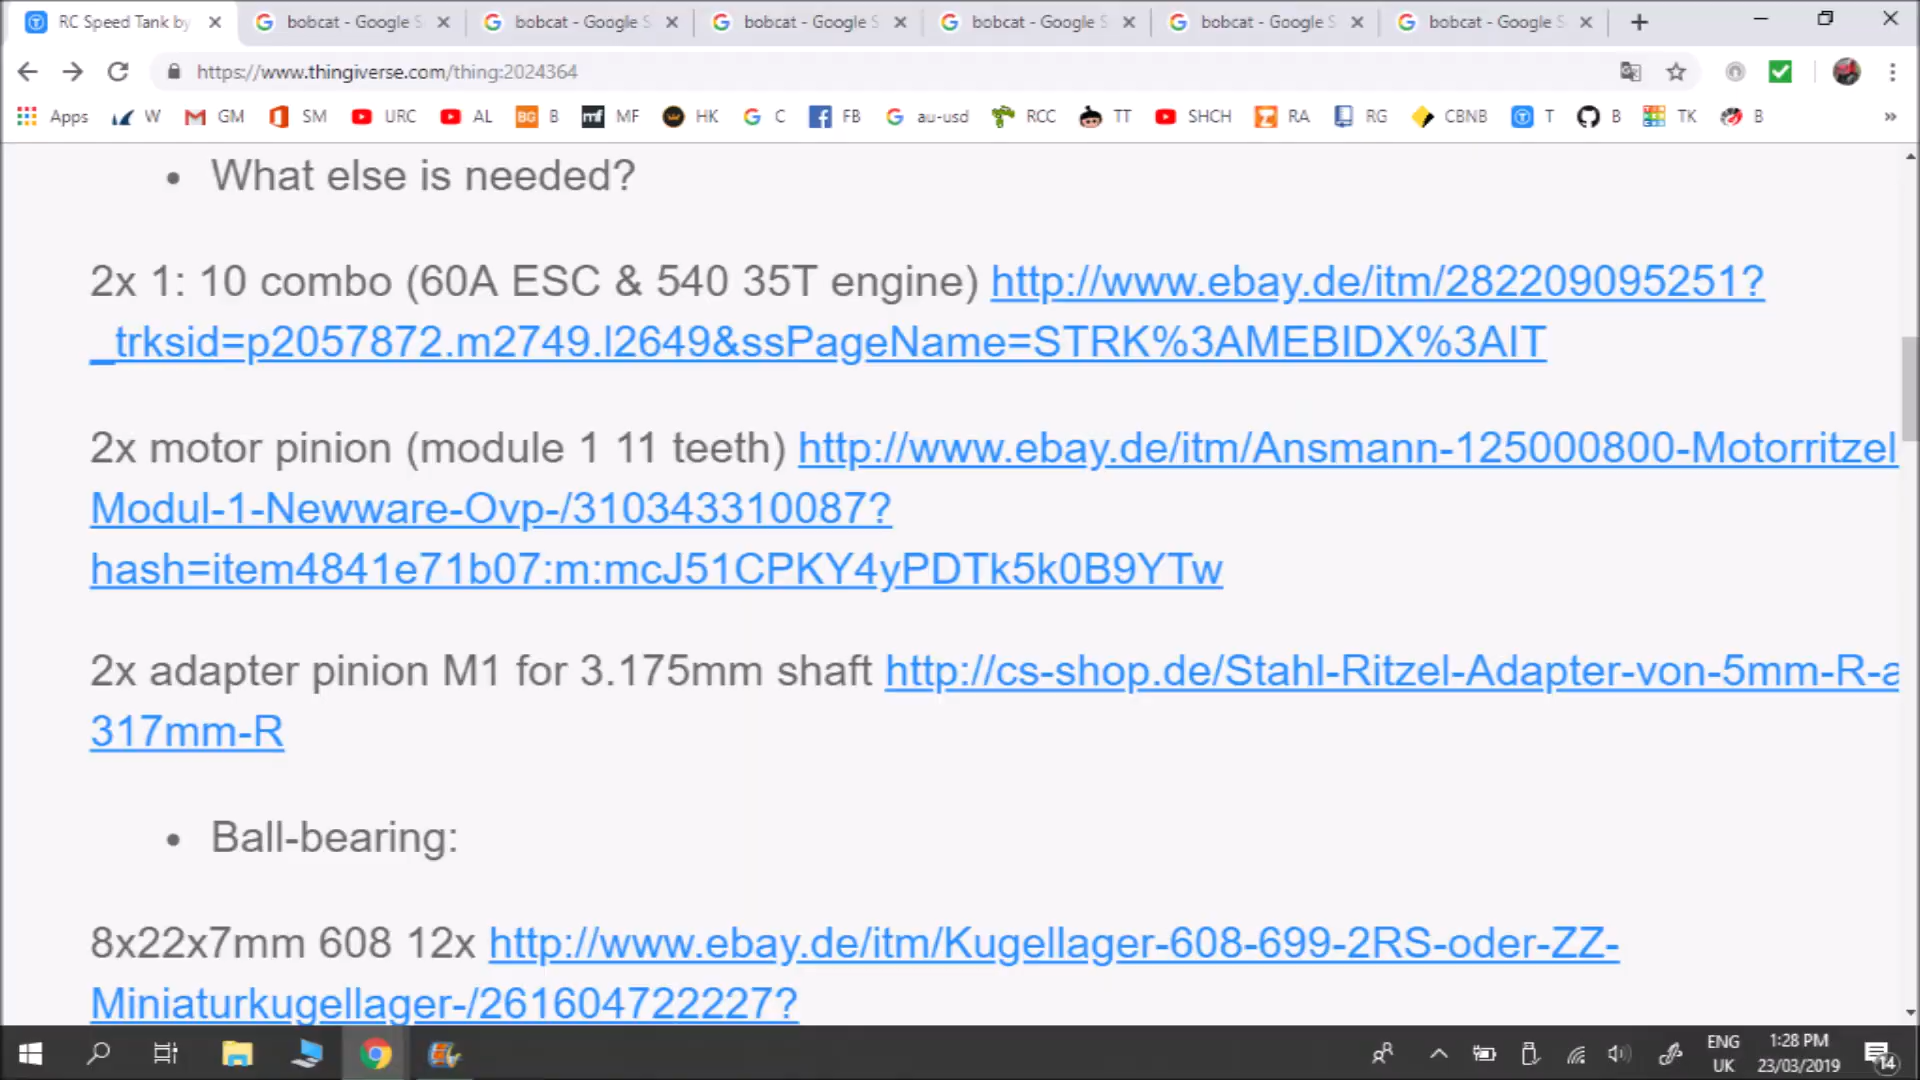 RC Speed Tank by
bobcat - Google S
bobcat - Google S
bobcat - Google S
bobcat - Google S
bobcat - Google S
bobcat - Google S
https://www.thingiverse.com/thing:2024364
Apps W GM SM URC AL BG B mf MF HK C FB au-usd RCC TT SHCH RA RG CBNB T B TK B »
• What else is needed?
2x 1: 10 combo (60A ESC & 540 35T engine) http://www.ebay.de/itm/282209095251?
_trksid=p2057872.m2749.l2649&ssPageName=STRK%3AMEBIDX%3AIT
2x motor pinion (module 1 11 teeth) http://www.ebay.de/itm/Ansmann-125000800-Motorritzel
Modul-1-Newware-Ovp-/310343310087?
hash=item4841e71b07:m:mcJ51CPKY4yPDTk5k0B9YTw
2x adapter pinion M1 for 3.175mm shaft http://cs-shop.de/Stahl-Ritzel-Adapter-von-5mm-R-a
317mm-R
• Ball-bearing:
8x22x7mm 608 12x http://www.ebay.de/itm/Kugellager-608-699-2RS-oder-ZZ-
Miniaturkugellager-/261604722227?
ENG
UK
1:28 PM
23/03/2019
14